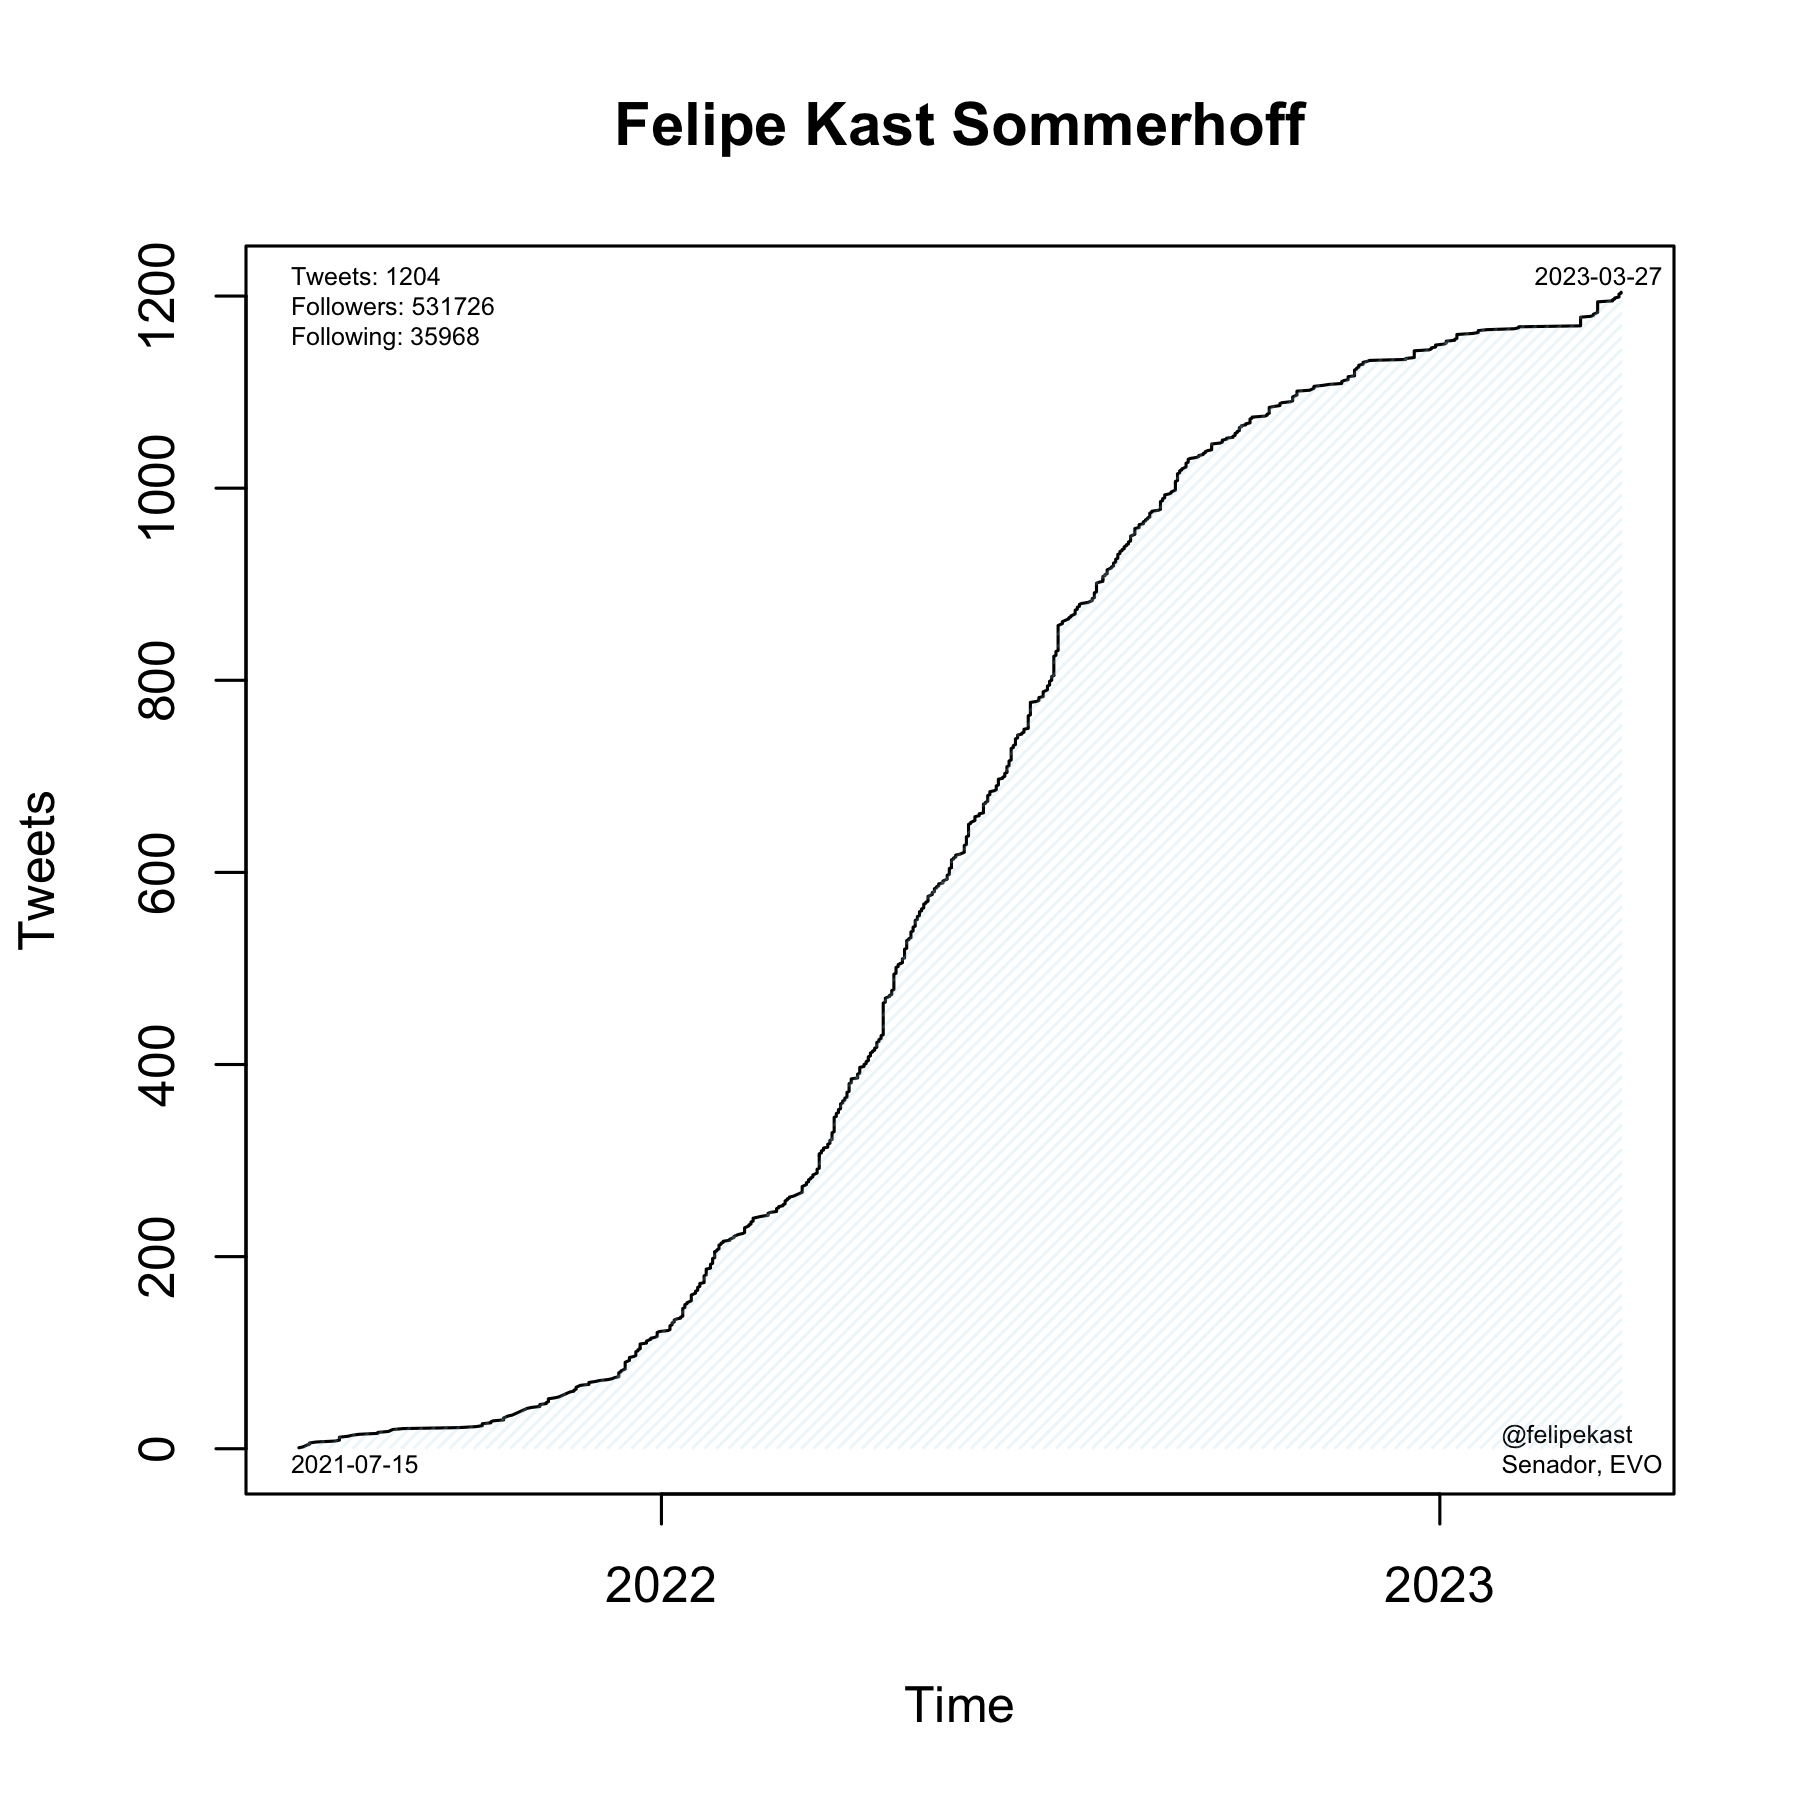 Felipe Kast Sommerhoff
Tweets: 1204
Followers: 531726
Following: 35968
2023-03-27
1200
1000
800
600
400
200
0
Tweets
2021-07-15
@felipekast
Senador, EVO
2022
2023
Time